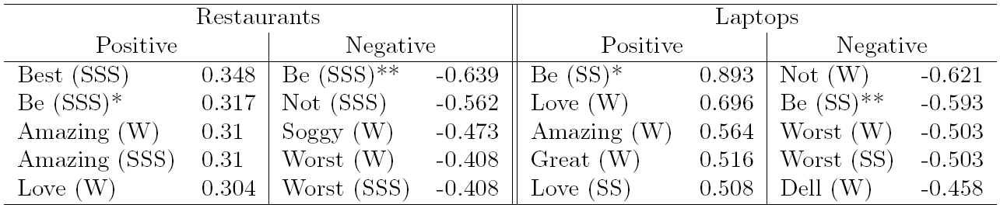 Restaurants Laptops
Positive Negative Positive Negative
Best (SSS) 0.348 Be (SSS)** -0.639 Be (SS)* 0.893 Not (W) -0.621
Be (SSS)* 0.317 Not (SSS) -0.562 Love (W) 0.696 Be (SS)** -0.593
Amazing (W) 0.31 Soggy (W) -0.473 Amazing (W) 0.564 Worst (W) -0.503
Amazing (SSS) 0.31 Worst (W) -0.408 Great (W) 0.516 Worst (SS) -0.503
Love (W) 0.304 Worst (SSS) -0.408 Love (SS) 0.508 Dell (W) -0.458